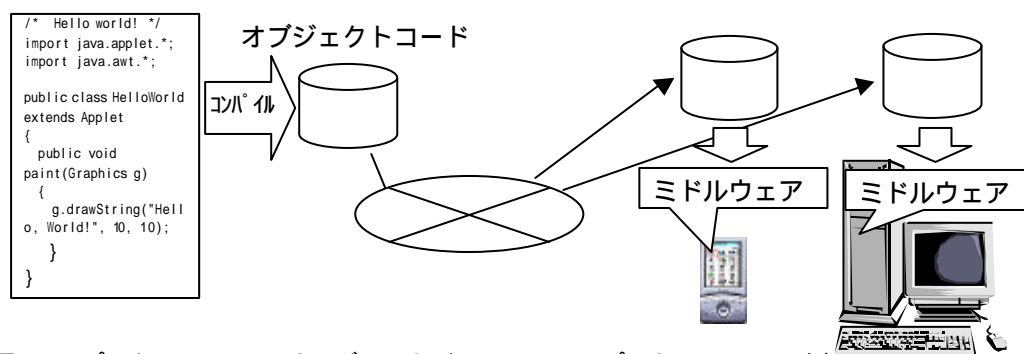 /* Hello world! */
import java.applet.*;
import java.awt.*;
public class HelloWorld
extends Applet
{
public void
paint(Graphics g)
{
g.drawString("Hell
o, World!", 10, 10);
}
}
コンパイル
オブジェクトコード
ミドルウェア
ミドルウェア